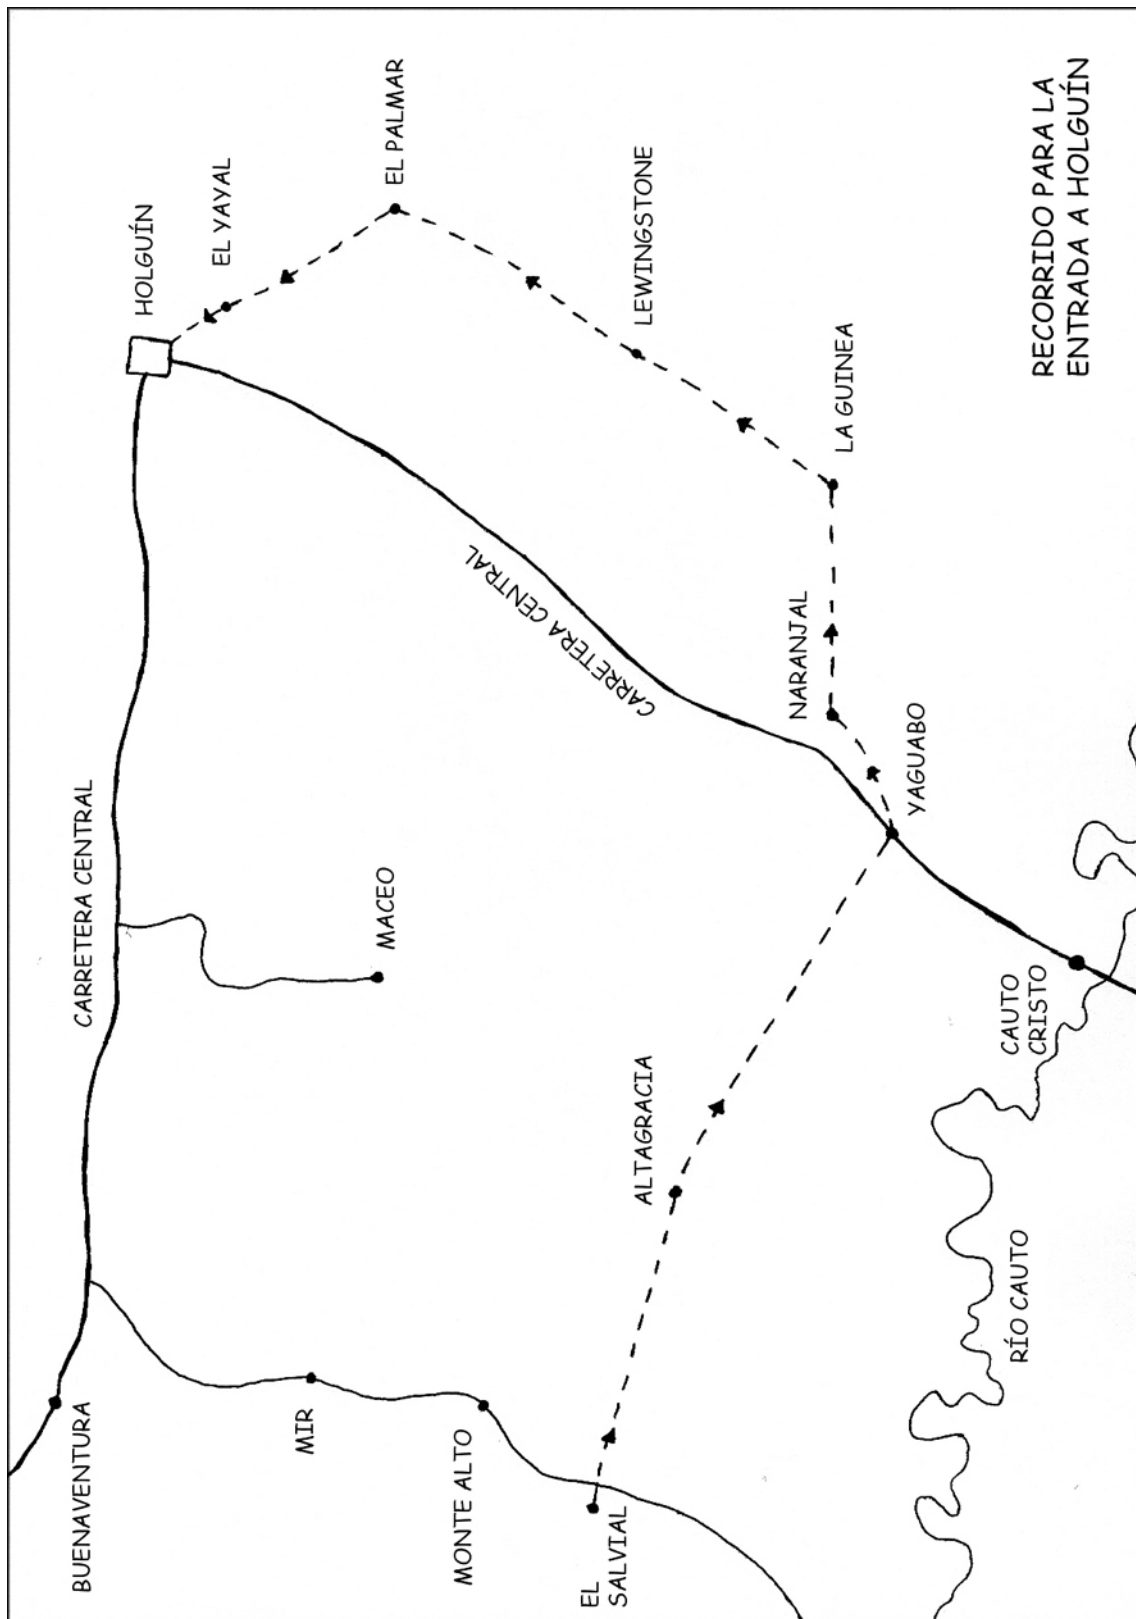 BUENAVENTURA
CARRETERA CENTRAL
HOLGUÍN
EL YAYAL
MIR
MACEO
EL PALMAR
MONTE ALTO
CARRETERA CENTRAL
EL
SALVIAL
ALTAGRACIA
LEWINGSTONE
NARANJAL
LA GUINEA
YAGUABO
CAUTO
CRISTO
RÍO CAUTO
RECORRIDO PARA LA
ENTRADA A HOLGUÍN